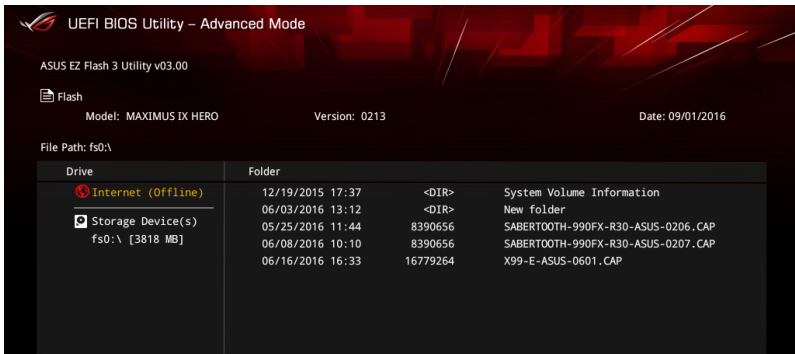 UEFI BIOS Utility – Advanced Mode
ASUS EZ Flash 3 Utility v03.00
Flash
Model: MAXIMUS IX HERO Version: 0213 Date: 09/01/2016
File Path: fs0:\
Drive Folder
Internet (Offline) 12/19/2015 17:37 <DIR> System Volume Information
06/03/2016 13:12 <DIR> New folder
Storage Device(s) 05/25/2016 11:44 8390656 SABERTOOTH-990FX-R30-ASUS-0206.CAP
fs0:\ [3818 MB] 06/08/2016 10:10 8390656 SABERTOOTH-990FX-R30-ASUS-0207.CAP
06/16/2016 16:33 16779264 X99-E-ASUS-0601.CAP